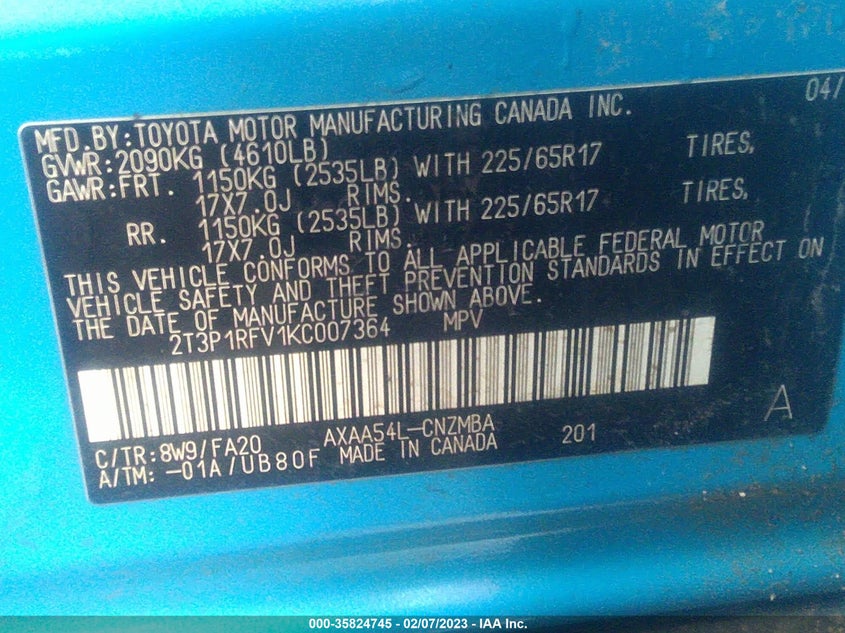 MFD.BY:TOYOTA MOTOR MANUFACTURING CANADA INC. 04/
GVWR:2090KG (4610LB)
GAWR:FRT. 1150KG (2535LB) WITH 225/65R17 TIRES,
17X7.0J RIMS.
RR. 1150KG (2535LB) WITH 225/65R17 TIRES,
17X7.0J RIMS.
THIS VEHICLE CONFORMS TO ALL APPLICABLE FEDERAL MOTOR
VEHICLE SAFETY AND THEFT PREVENTION STANDARDS IN EFFECT ON
THE DATE OF MANUFACTURE SHOWN ABOVE.
2T3P1RFV1KC007364 MPV
A
C/TR:8W9/FA20 AXAA54L-CNZMBA 201
A/TM:-01A/UB80F MADE IN CANADA
000-35824745 — 02/07/2023 — IAA Inc.